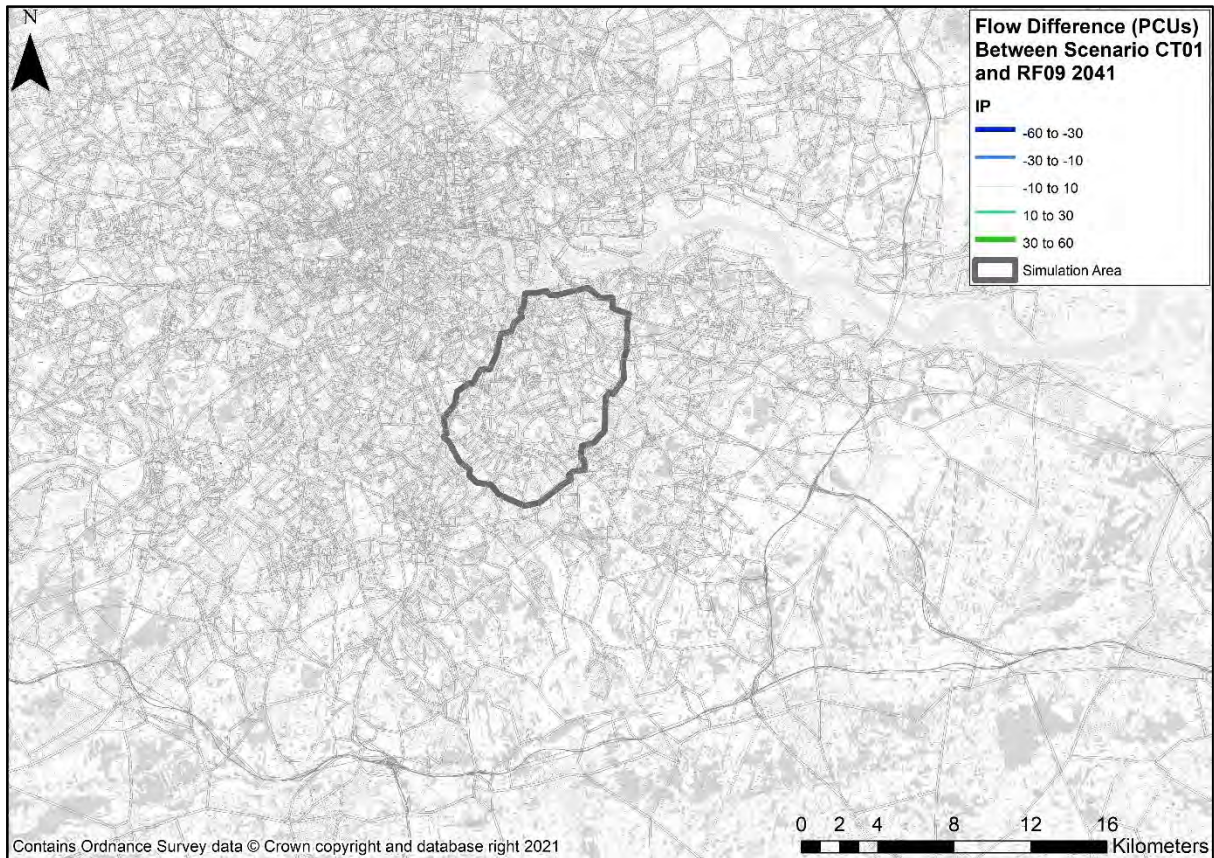 N
Flow Difference (PCUs)
Between Scenario CT01
and RF09 2041
IP
-60 to -30
-30 to -10
-10 to 10
10 to 30
30 to 60
Simulation Area
0 2 4 8 12 16
Kilometers
Contains Ordnance Survey data © Crown copyright and database right 2021